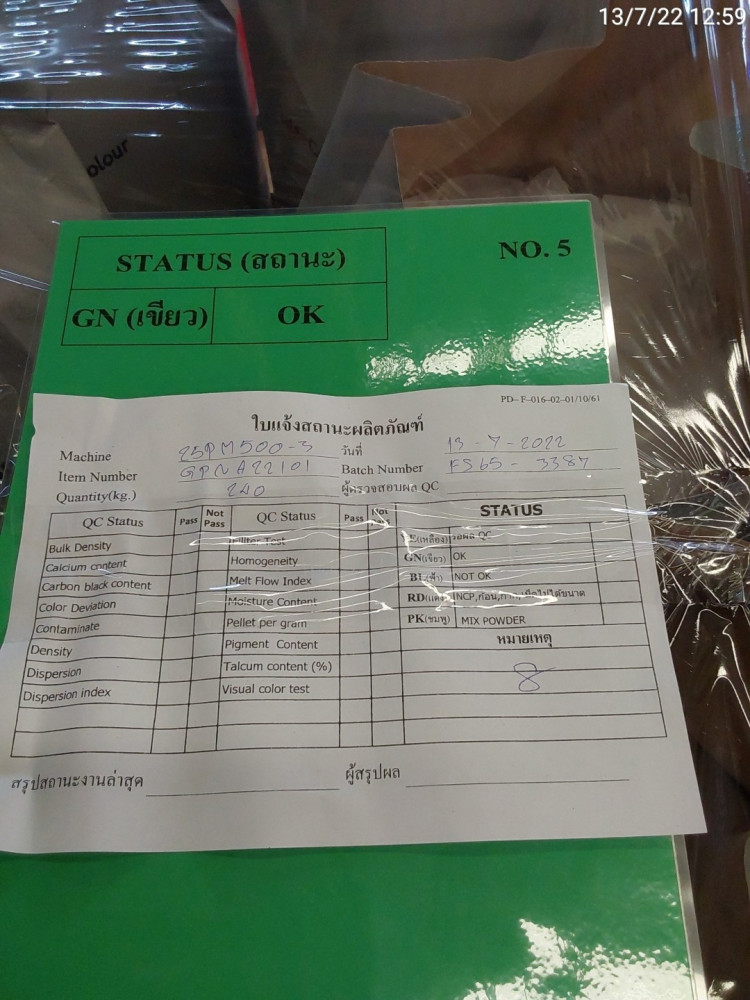 13/7/22 12:59
olour
STATUS (สถานะ)
NO. 5
GN (เขียว) OK
PD-F-016-02-01/10/61
ใบแจ้งสถานะผลิตภัณฑ์
Machine 25PM500-3 วันที่ 13-7-2022
Item Number GPNA22101 Batch Number FS65-3387
Quantity(kg.) 240 ผู้ตรวจสอบผล QC
QC Status Pass Not Pass QC Status Pass Not Pass STATUS
Bulk Density Test YE(เหลือง) รอผล QC
Calcium content Homogeneity GN(เขียว) OK
Carbon black content Melt Flow Index BL(ฟ้า) NOT OK
Color Deviation Moisture Content RD(แดง) NCP,ก้อน,กาก,เม็ดไม่ได้ขนาด
Contaminate Pellet per gram PK(ชมพู) MIX POWDER
Density Pigment Content หมายเหตุ
Dispersion Talcum content (%) 8
Dispersion index Visual color test
สรุปสถานะงานล่าสุด ผู้สรุปผล